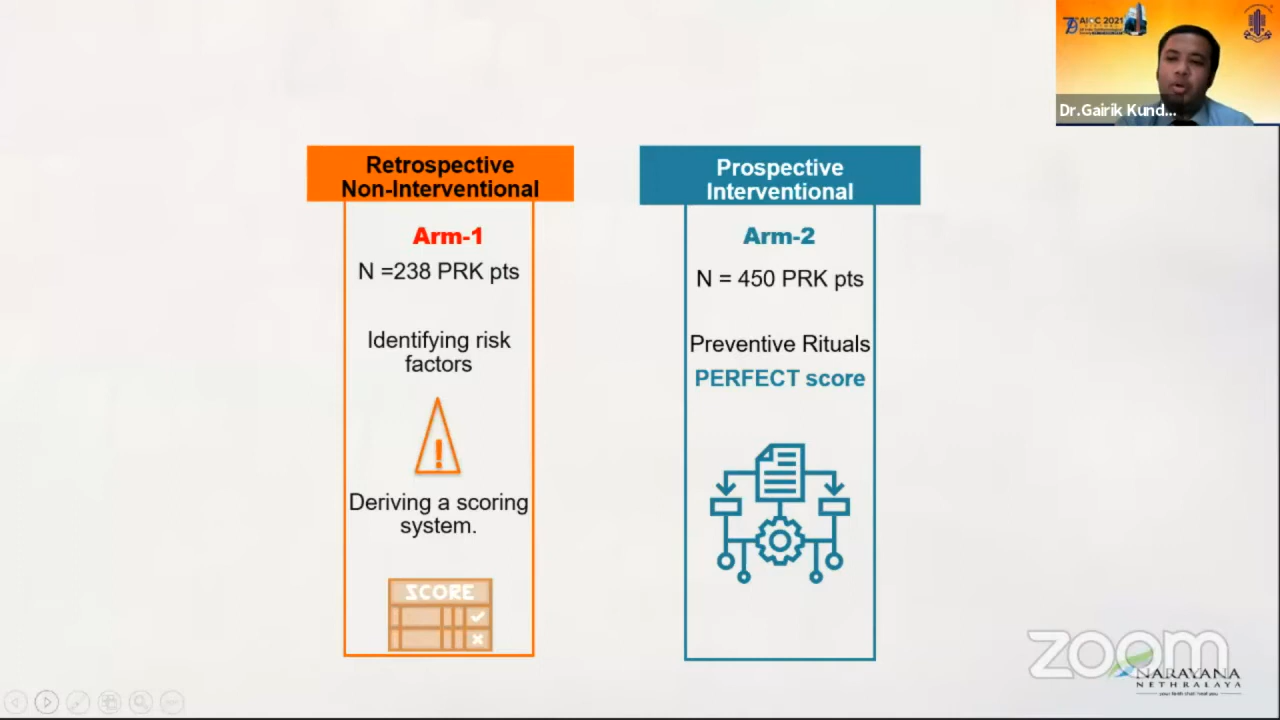 AIOC 2021
Dr.Gairik Kund...
Retrospective
Non-Interventional
Arm-1
N =238 PRK pts
Identifying risk
factors
Deriving a scoring
system.
SCORE
Prospective
Interventional
Arm-2
N = 450 PRK pts
Preventive Rituals
PERFECT score
zoom
NARAYANA
NETHRALAYA